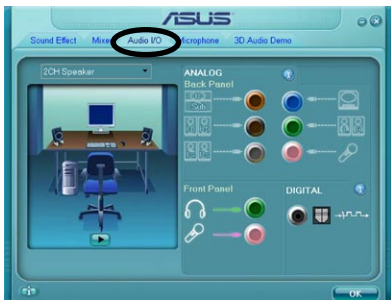 ASUS
Sound Effect Mixer Audio I/O Microphone 3D Audio Demo
2CH Speaker
ANALOG
Back Panel
Front Panel
DIGITAL
OK